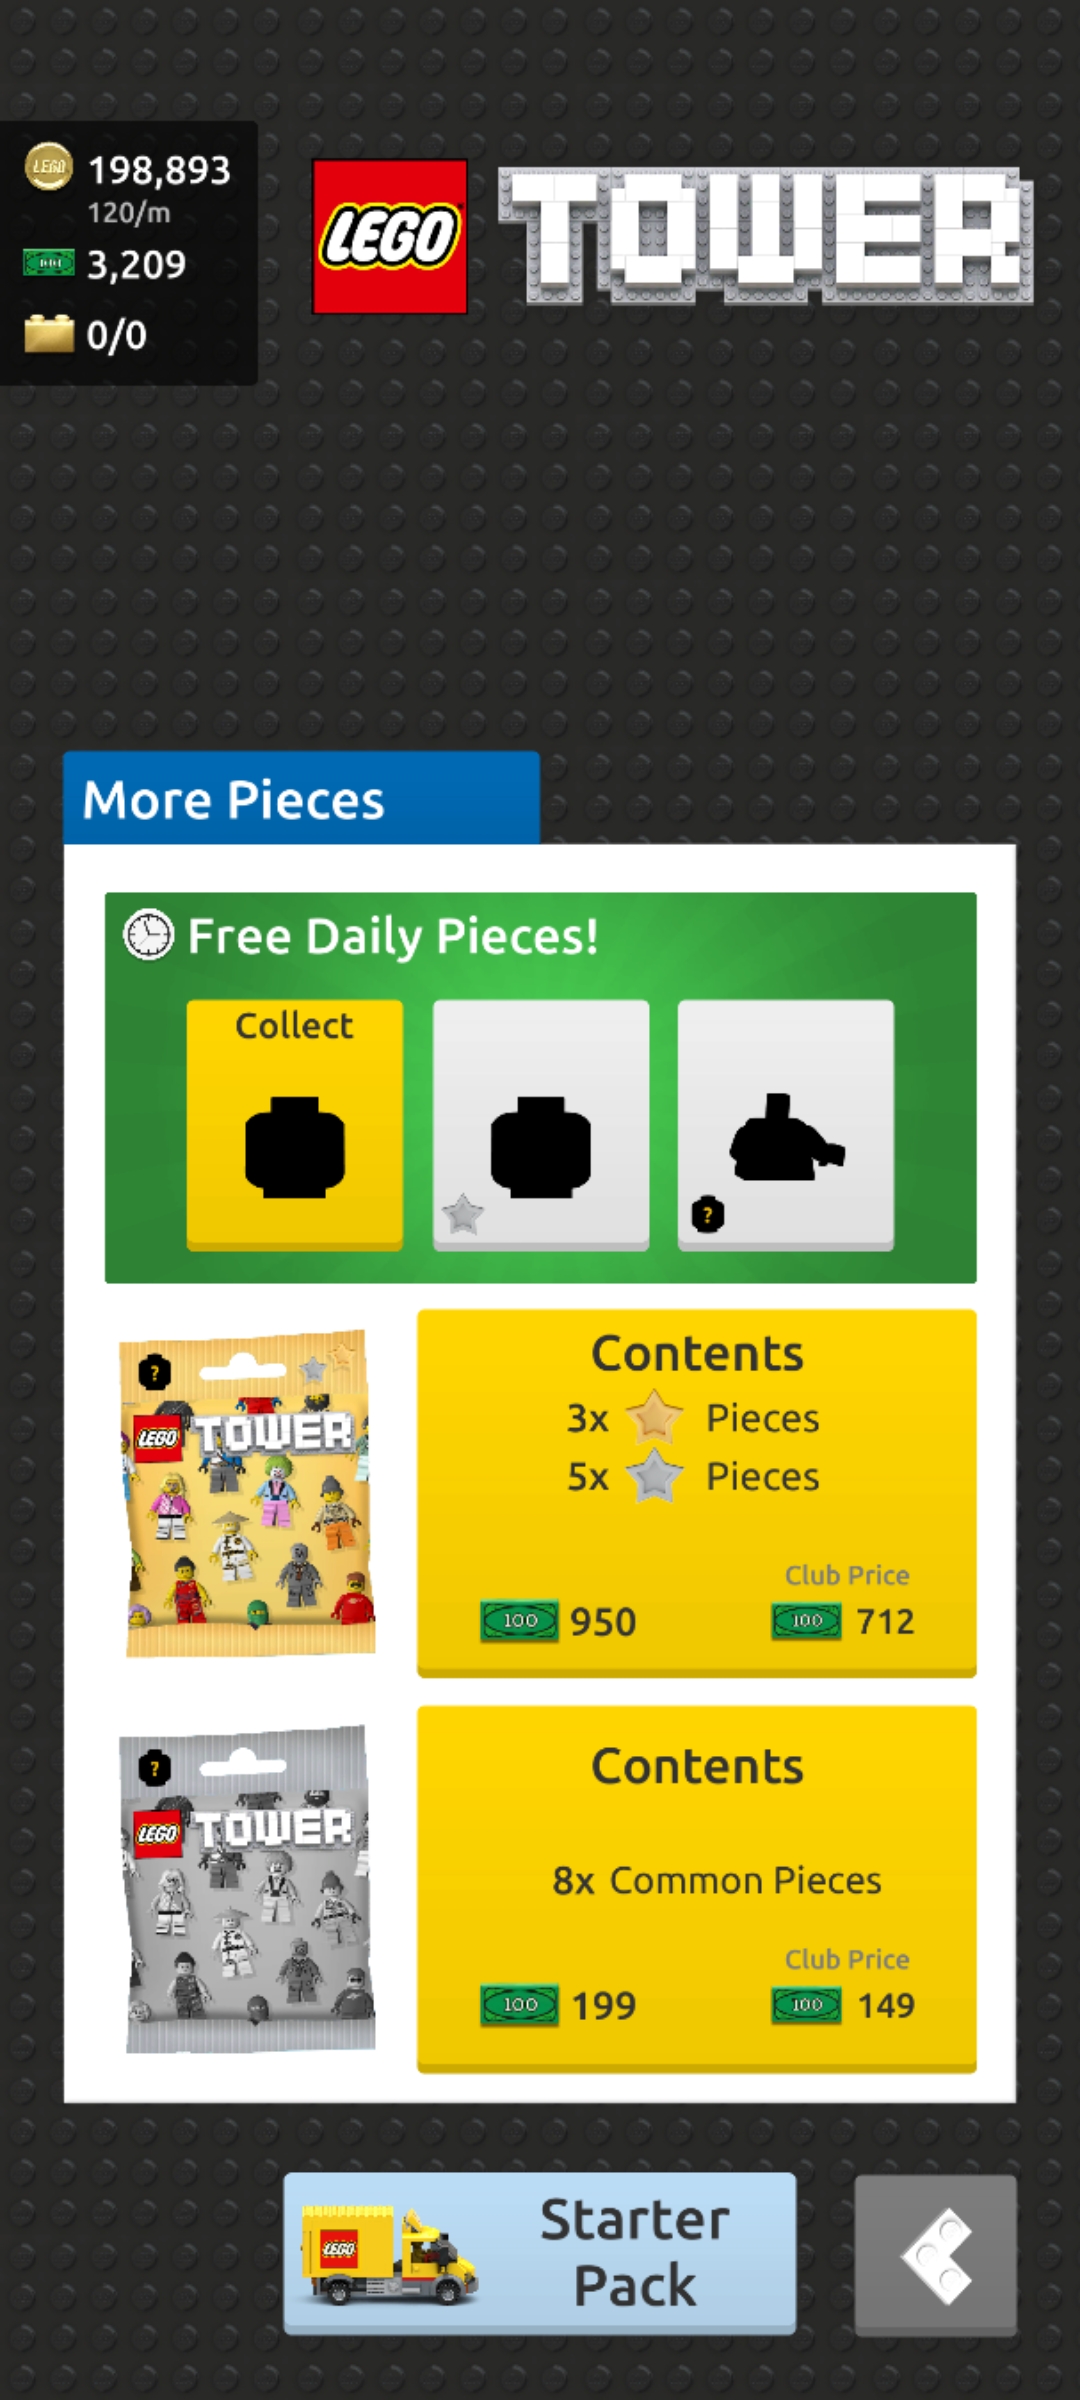 LEGO
198,893
120/m
3,209
0/0
LEGO TOWER
More Pieces
Free Daily Pieces!
Collect
?
?
LEGO TOWER
Contents
3x Pieces
5x Pieces
Club Price
100 950
100 712
?
LEGO TOWER
Contents
8x Common Pieces
Club Price
100 199
100 149
LEGO
Starter
Pack